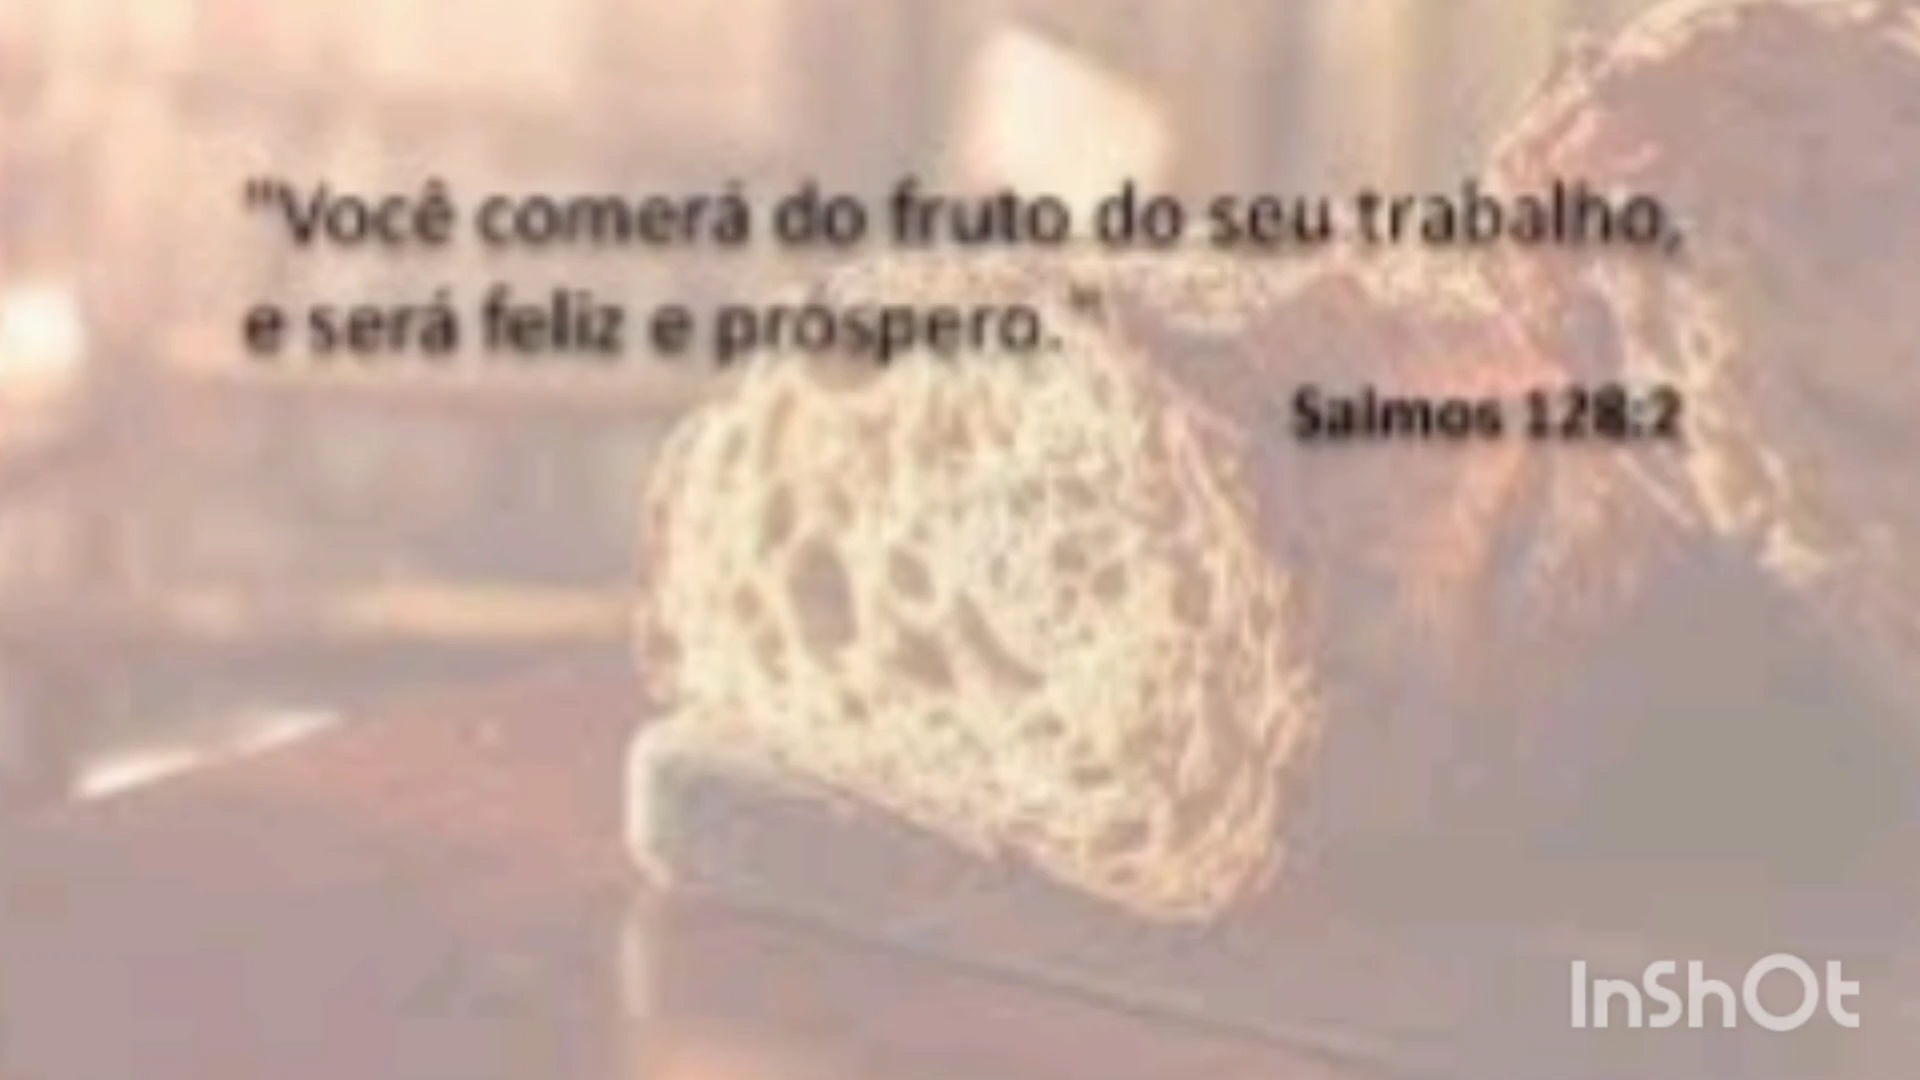 "Você comerá do fruto do seu trabalho,
e será feliz e próspero."
Salmos 128:2
InShOt